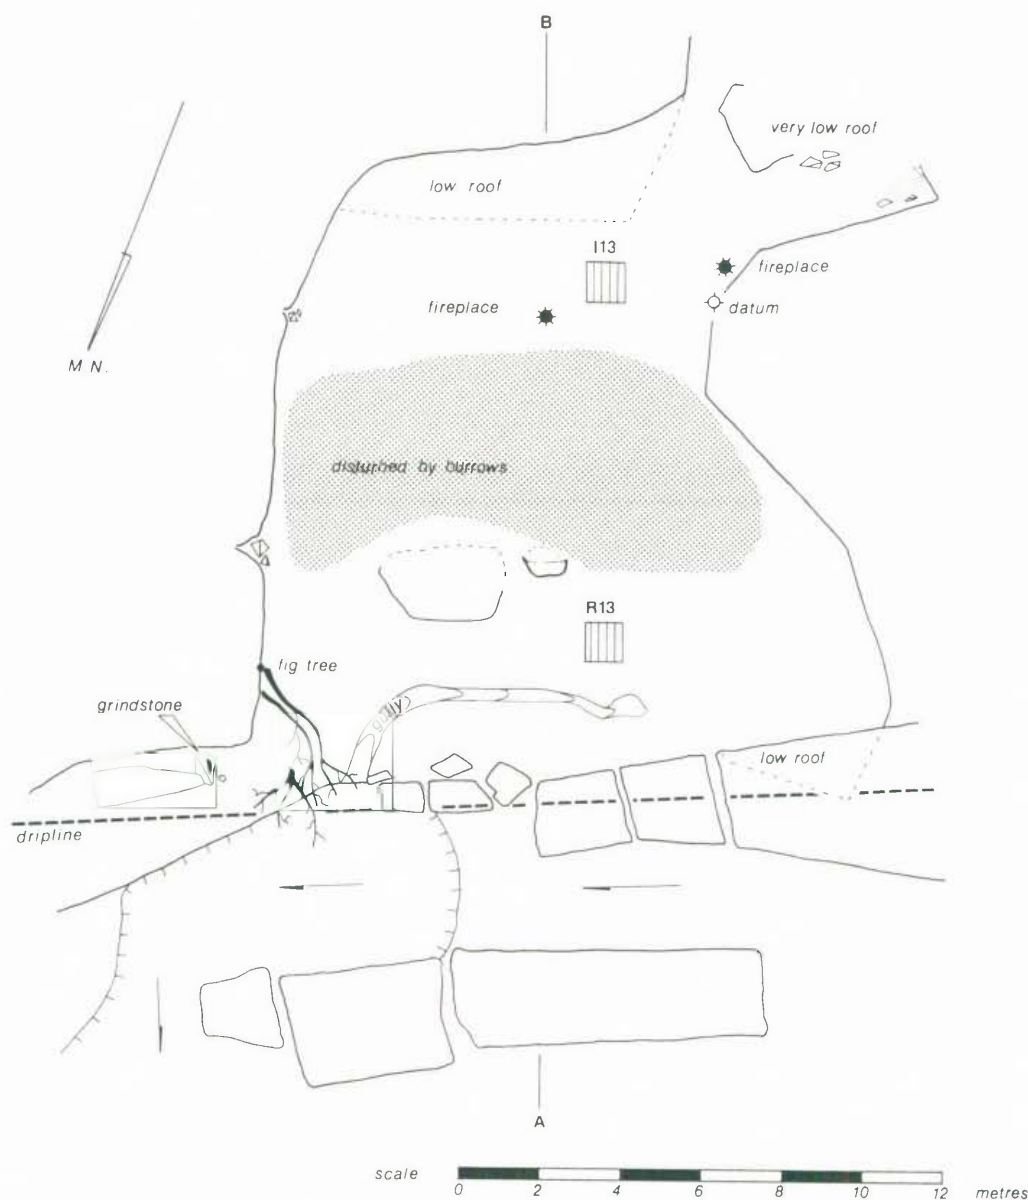 B
very low roof
low roof
I13
fireplace
fireplace
datum
M N.
disturbed by burrows
R13
fig tree
grindstone
gully
low roof
dripline
A
scale
0 2 4 6 8 10 12 metres